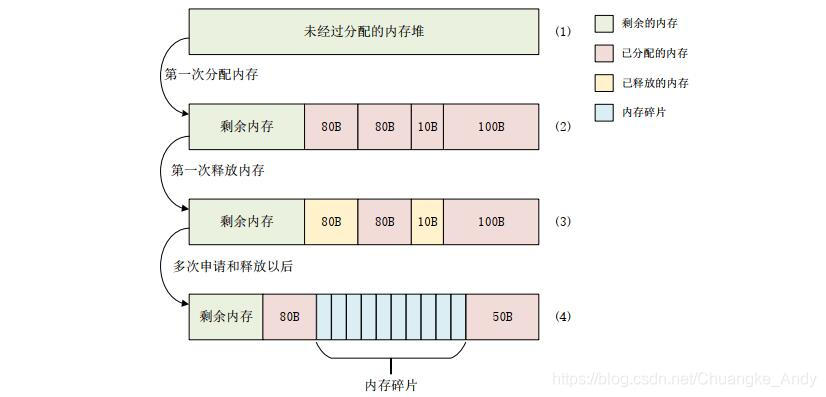 未经过分配的内存堆
(1)
剩余的内存
已分配的内存
已释放的内存
内存碎片
第一次分配内存
剩余内存 80B 80B 10B 100B
(2)
第一次释放内存
剩余内存 80B 80B 10B 100B
(3)
多次申请和释放以后
剩余内存 80B 50B
(4)
内存碎片
https://blog.csdn.net/Chuangke_Andy